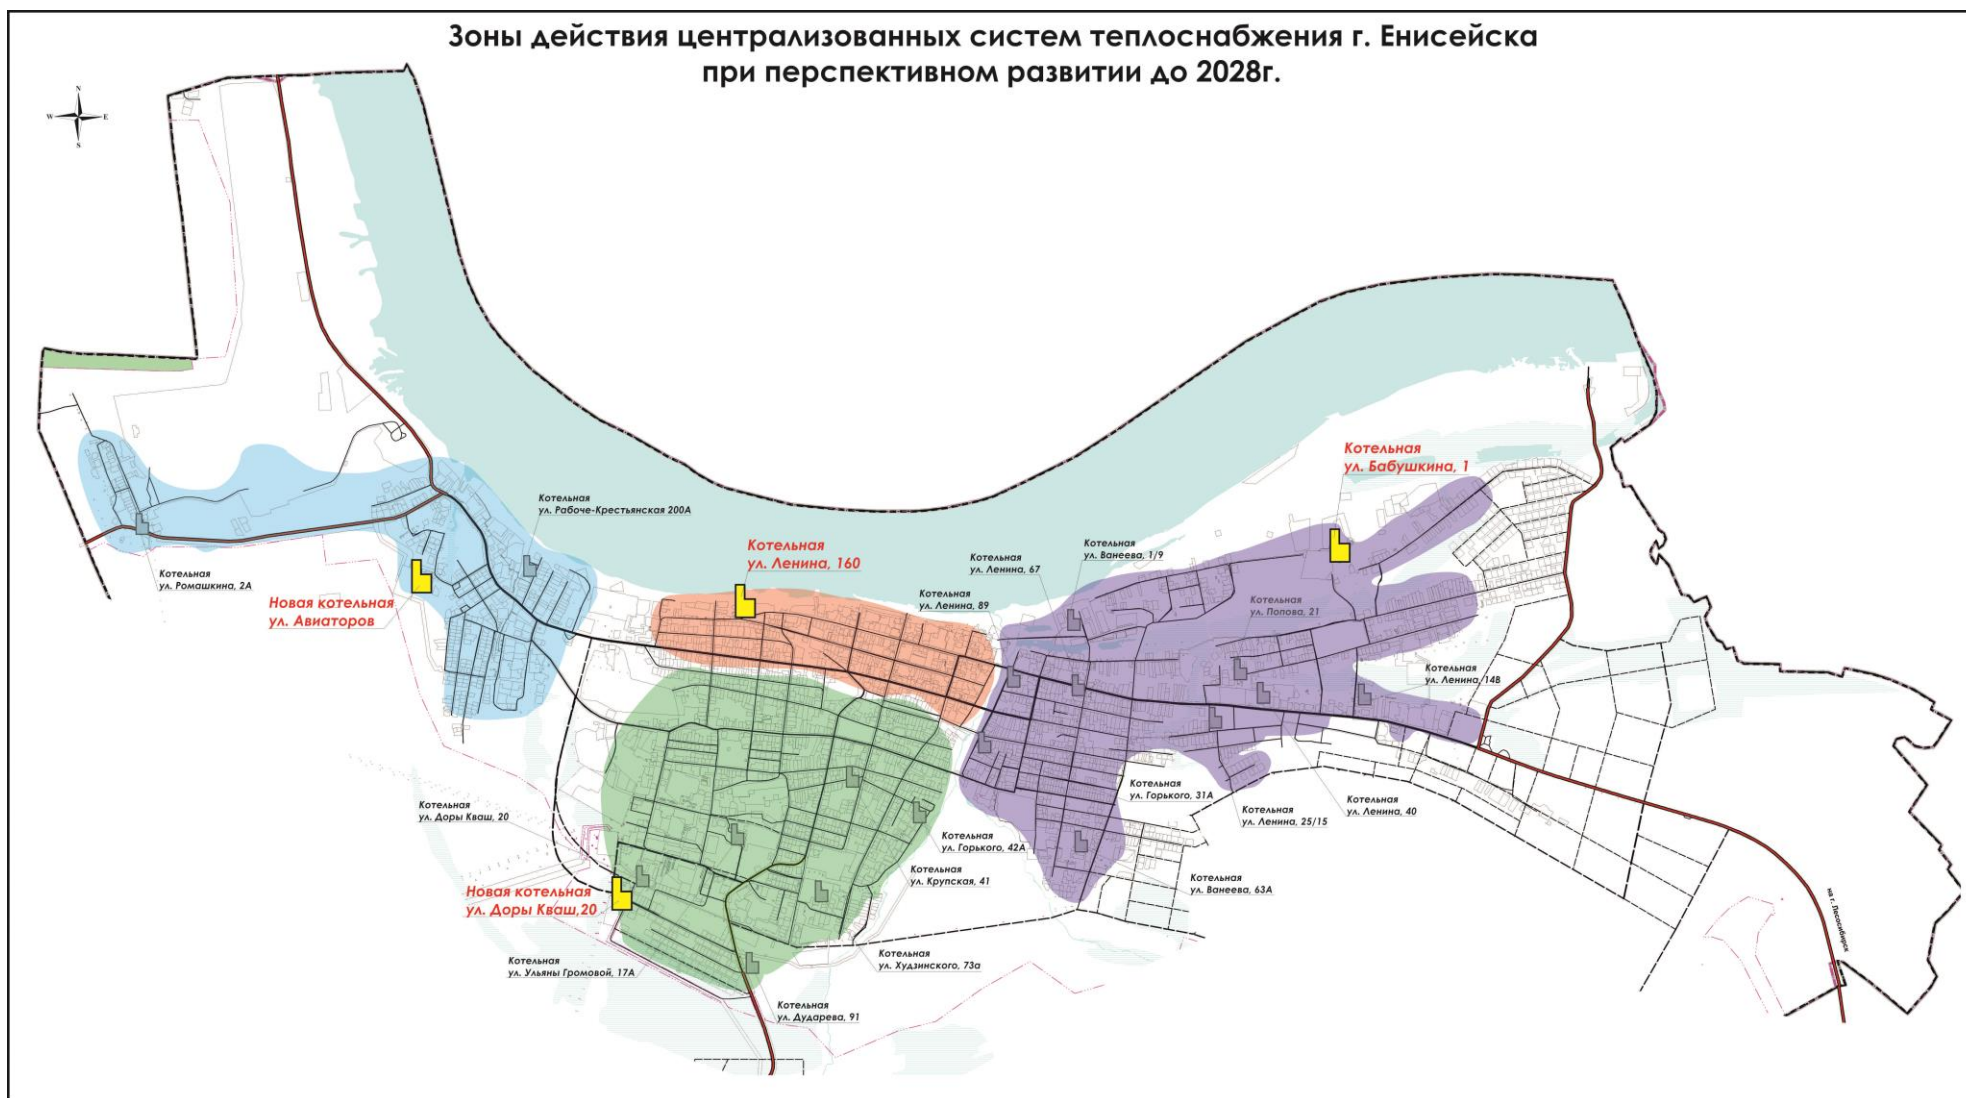 Зоны действия централизованных систем теплоснабжения г. Енисейска
при перспективном развитии до 2028г.
N
W
E
S
Котельная
ул. Бабушкина, 1
Котельная
ул. Рабоче-Крестьянская 200А
Котельная
ул. Ленина, 160
Котельная
ул. Ленина, 67
Котельная
ул. Ванеева, 1/9
Котельная
ул. Ромашкина, 2А
Новая котельная
ул. Авиаторов
Котельная
ул. Ленина, 89
Котельная
ул. Попова, 21
Котельная
ул. Ленина, 14В
Котельная
ул. Горького, 31А
Котельная
ул. Ленина, 25/15
Котельная
ул. Ленина, 40
Котельная
ул. Доры Кваш, 20
Котельная
ул. Горького, 42А
Котельная
ул. Крупская, 41
Котельная
ул. Ванеева, 63А
Новая котельная
ул. Доры Кваш,20
на г. Лесосибирск
Котельная
ул. Ульяны Громовой, 17А
Котельная
ул. Худзинского, 73а
Котельная
ул. Дударева, 91